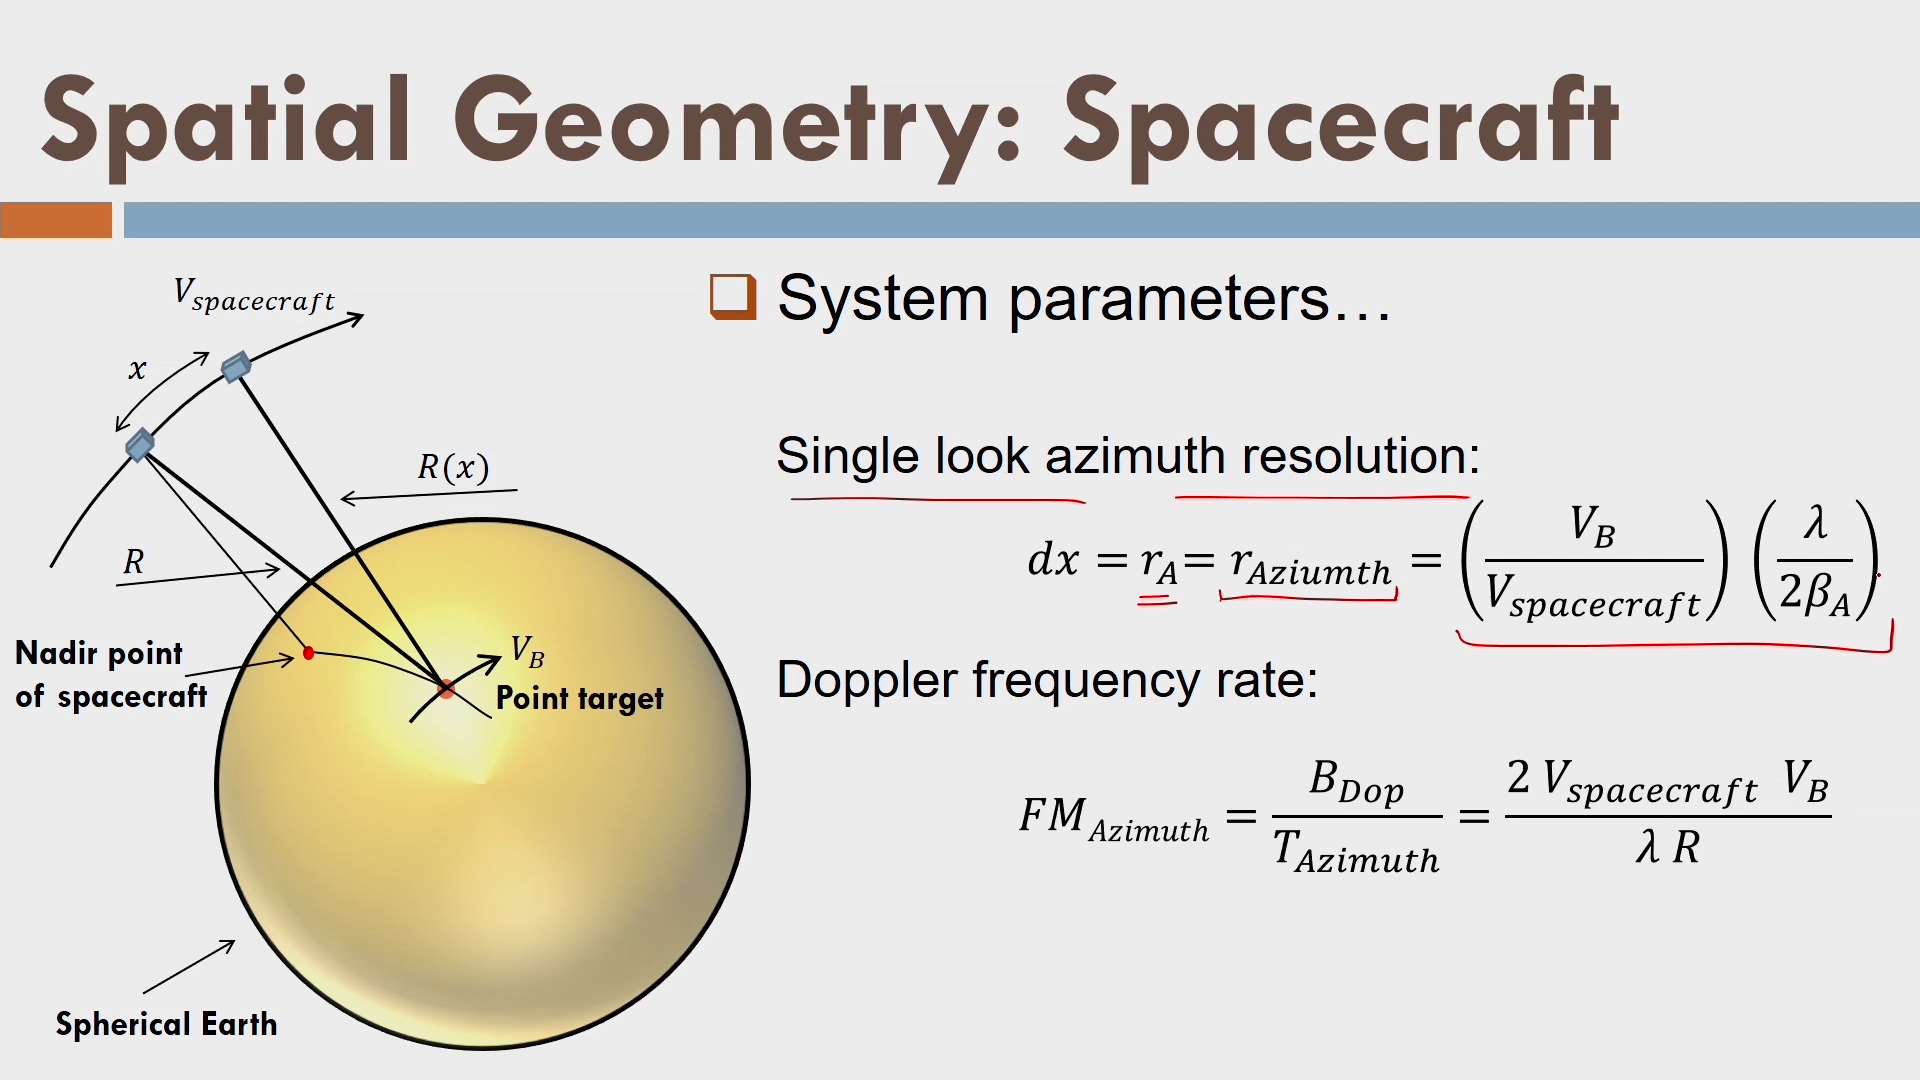 Spatial Geometry: Spacecraft
V_spacecraft
x
R(x)
R
Nadir point
of spacecraft
V_B
Point target
Spherical Earth
System parameters…
Single look azimuth resolution:
dx = r_A = r_Aziumth = (V_B / V_spacecraft) (λ / 2β_A)
Doppler frequency rate:
FM_Azimuth = B_Dop / T_Azimuth = 2 V_spacecraft V_B / λ R